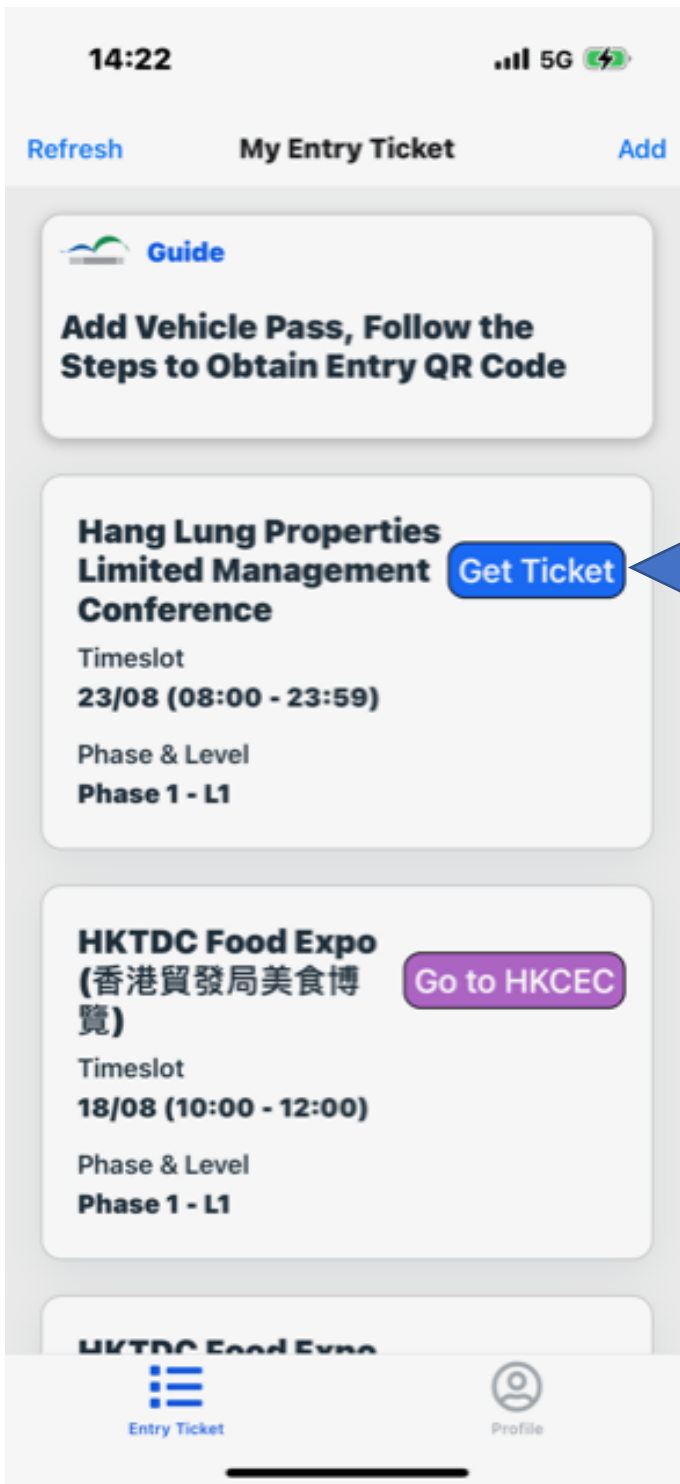 14:22
5G
Refresh
My Entry Ticket
Add
Guide
Add Vehicle Pass, Follow the
Steps to Obtain Entry QR Code
Hang Lung Properties
Limited Management
Conference
Get Ticket
Timeslot
23/08 (08:00 - 23:59)
Phase & Level
Phase 1 - L1
HKTDC Food Expo
(香港貿發局美食博
覽)
Go to HKCEC
Timeslot
18/08 (10:00 - 12:00)
Phase & Level
Phase 1 - L1
HKTDC Food Expo
Entry Ticket
Profile